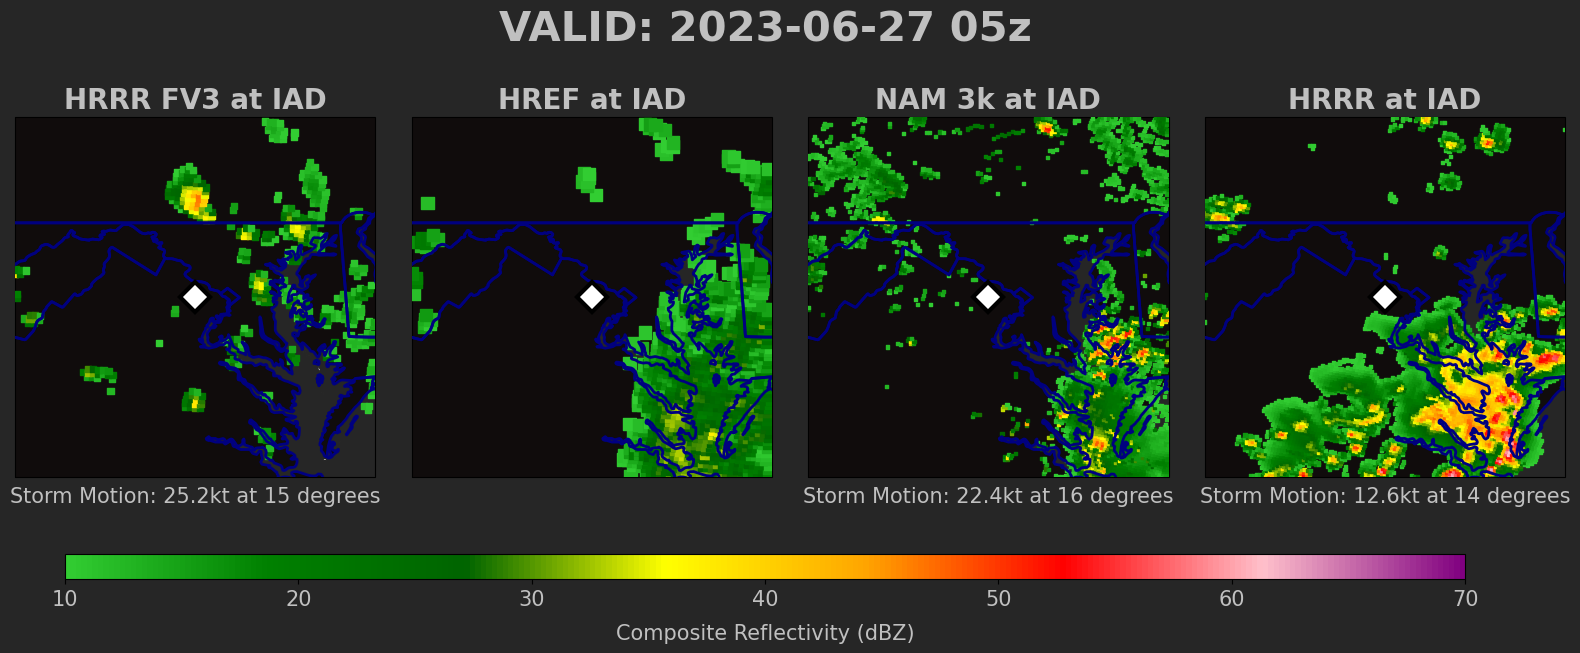 VALID: 2023-06-27 05z
HRRR FV3 at IAD
HREF at IAD
NAM 3k at IAD
HRRR at IAD
Storm Motion: 25.2kt at 15 degrees
Storm Motion: 22.4kt at 16 degrees
Storm Motion: 12.6kt at 14 degrees
10 20 30 40 50 60 70
Composite Reflectivity (dBZ)